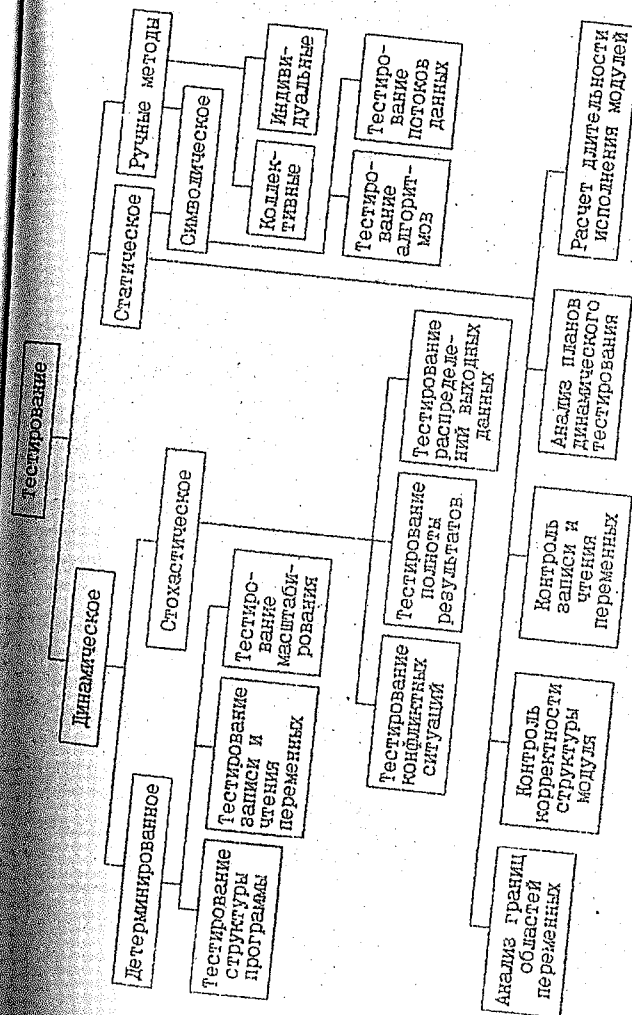 Тестирование
Динамическое
Статическое
Ручные методы
Детерминированное
Стохастическое
Символическое
Тестирование
структуры
программы
Тестирование
записи и
чтения
переменных
Тестиро-
вание
масштаби-
рования
Коллек-
тивные
Индиви-
дуальные
Тестирование
конфликтных
ситуаций
Тестирование
полноты
результатов
Тестирование
распределе-
ний выходных
данных
Тестиро-
вание
алгорит-
мов
Тестиро-
вание
потоков
данных
Анализ границ
областей
переменных
Контроль
корректности
структуры
модуля
Контроль
записи и
чтения
переменных
Анализ планов
динамического
тестирования
Расчет длительности
исполнения модулей